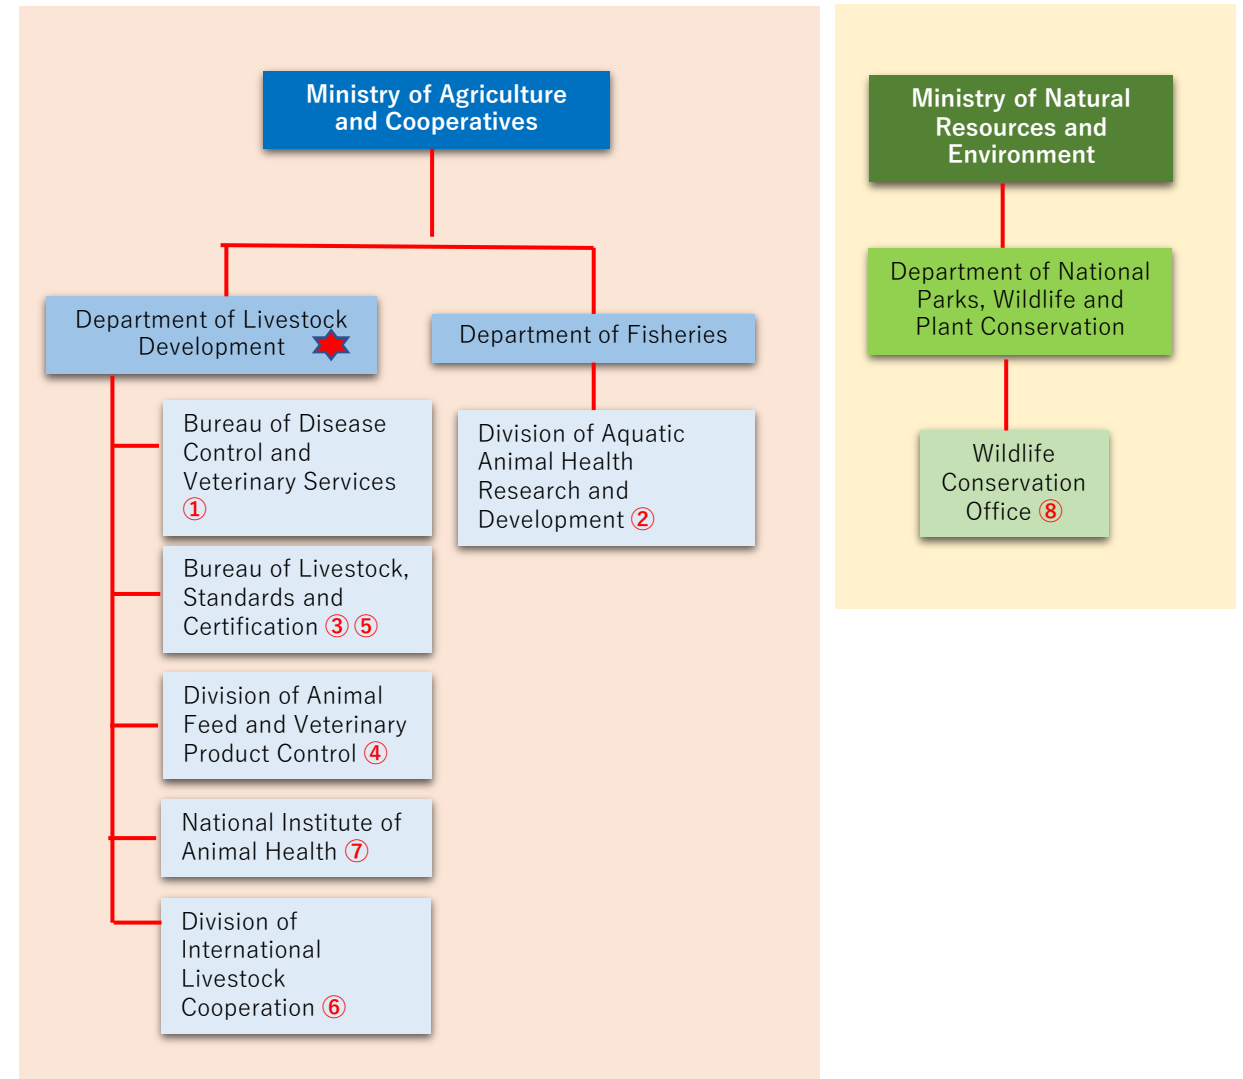 Ministry of Agriculture
and Cooperatives
Department of Livestock
Development
Bureau of Disease
Control and
Veterinary Services
①
Bureau of Livestock,
Standards and
Certification ③ ⑤
Division of Animal
Feed and Veterinary
Product Control ④
National Institute of
Animal Health ⑦
Division of
International
Livestock
Cooperation ⑥
Department of Fisheries
Division of Aquatic
Animal Health
Research and
Development ②
Ministry of Natural
Resources and
Environment
Department of National
Parks, Wildlife and
Plant Conservation
Wildlife
Conservation
Office ⑧